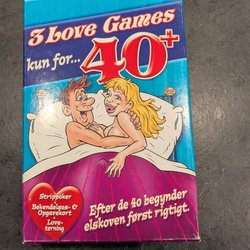 3 Love Games
kun for...
40+
Strippoker
Bekendelses- &
Opgavekort
Love-
terning
Efter de 40 begynder
elskoven først rigtigt.